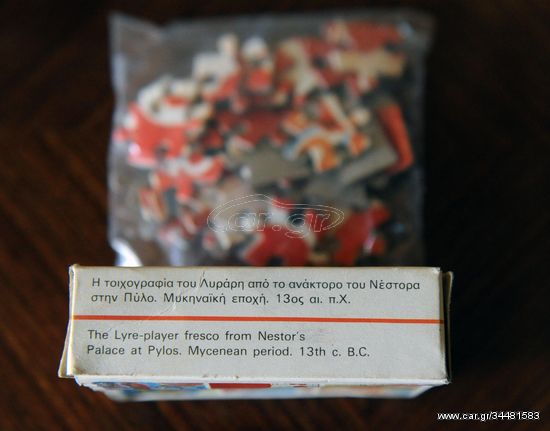 car.gr
Η τοιχογραφία του Λυράρη από το ανάκτορο του Νέστορα
στην Πύλο. Μυκηναϊκή εποχή. 13ος αι. π.Χ.
The Lyre-player fresco from Nestor's
Palace at Pylos. Mycenean period. 13th c. B.C.
www.car.gr/34481583